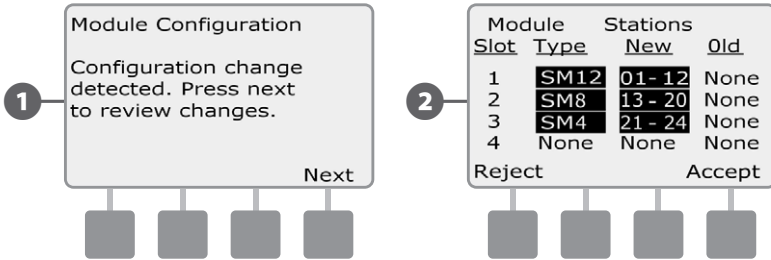 1
Module Configuration
Configuration change
detected. Press next
to review changes.
Next
2
Module Stations
Slot Type New Old
1 SM12 01-12 None
2 SM8 13 - 20 None
3 SM4 21 - 24 None
4 None None None
Reject Accept